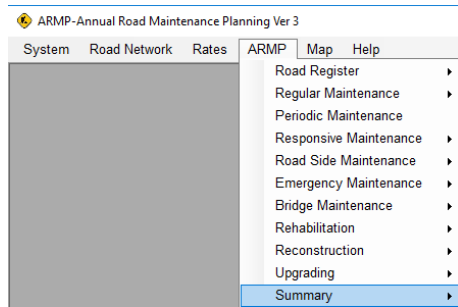 ARMP-Annual Road Maintenance Planning Ver 3
System Road Network Rates ARMP Map Help
Road Register
Regular Maintenance
Periodic Maintenance
Responsive Maintenance
Road Side Maintenance
Emergency Maintenance
Bridge Maintenance
Rehabilitation
Reconstruction
Upgrading
Summary